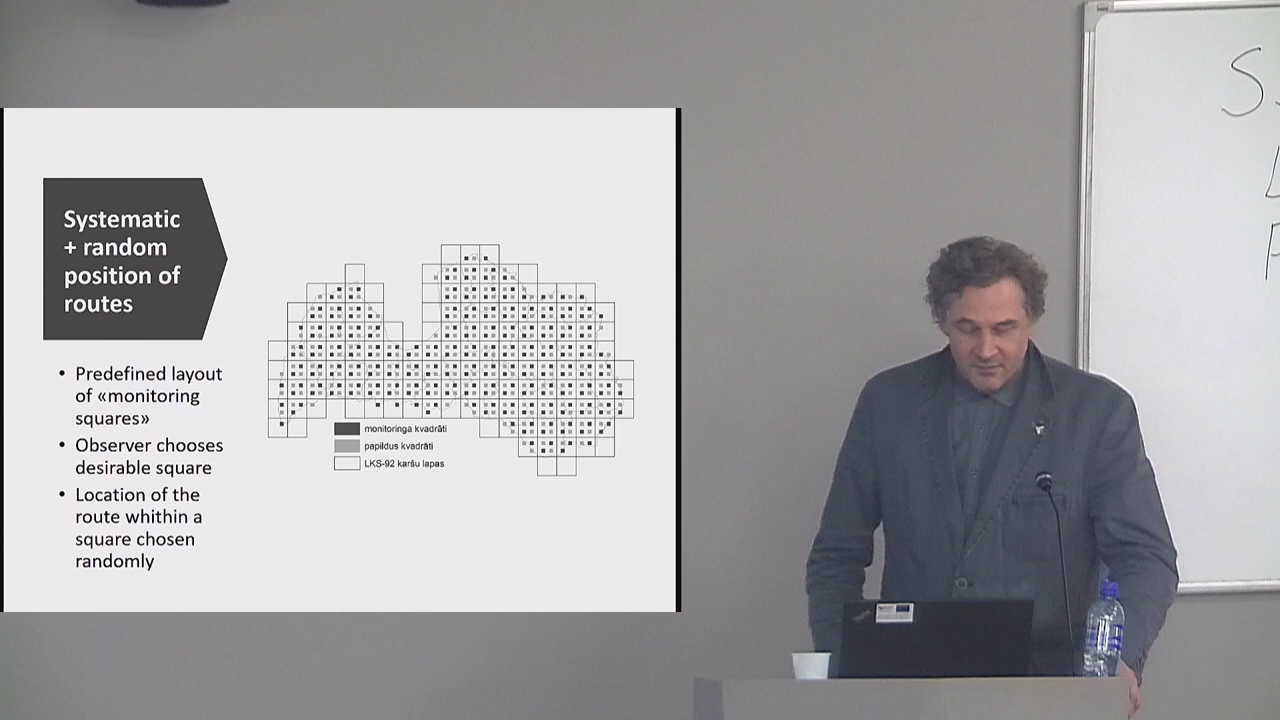 Systematic
+ random
position of
routes
• Predefined layout
of «monitoring
squares»
• Observer chooses
desirable square
• Location of the
route whithin a
square chosen
randomly
monitoringa kvadrāti
papildus kvadrāti
LKS-92 karšu lapas
S